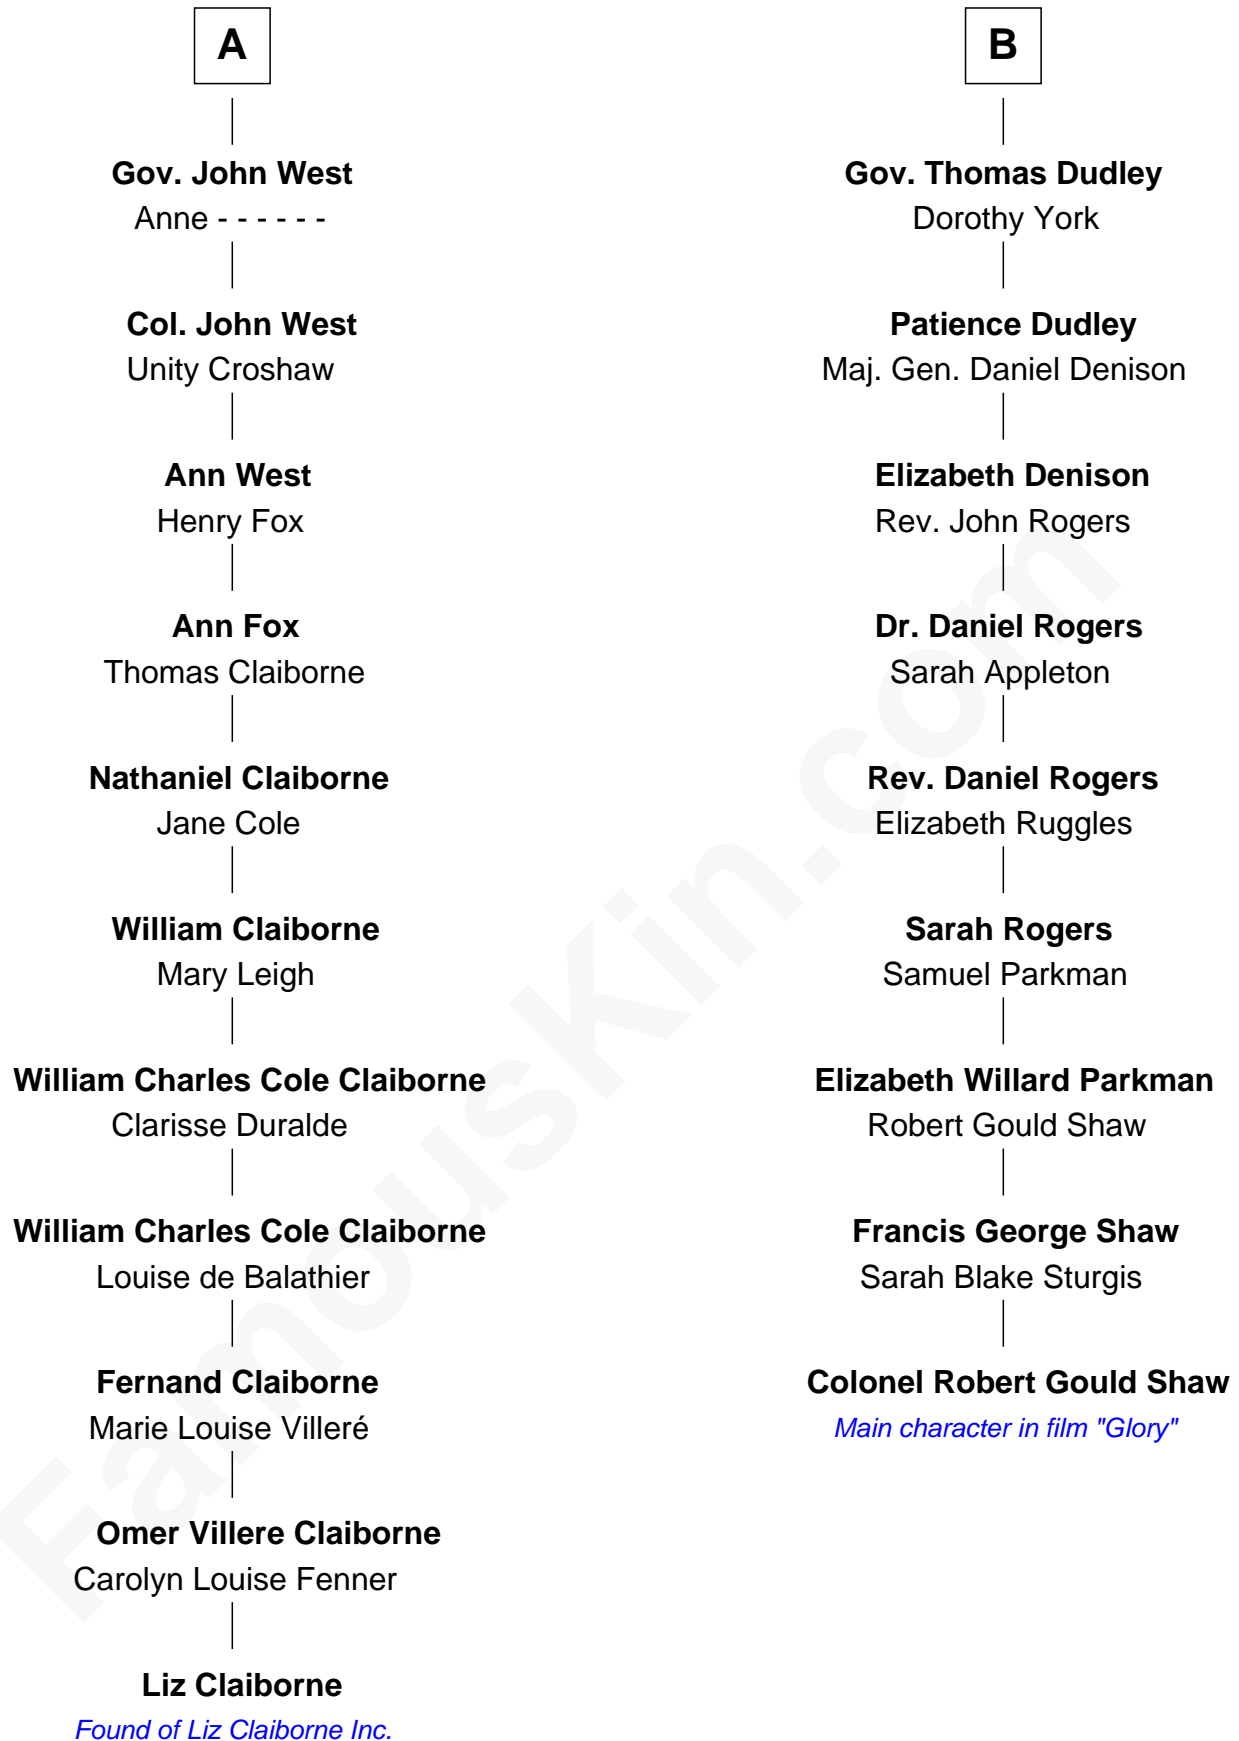 A
Gov. John West
Anne - - - - - -
Col. John West
Unity Croshaw
Ann West
Henry Fox
Ann Fox
Thomas Claiborne
Nathaniel Claiborne
Jane Cole
William Claiborne
Mary Leigh
William Charles Cole Claiborne
Clarisse Duralde
William Charles Cole Claiborne
Louise de Balathier
Fernand Claiborne
Marie Louise Villeré
Omer Villere Claiborne
Carolyn Louise Fenner
Liz Claiborne
Found of Liz Claiborne Inc.
B
Gov. Thomas Dudley
Dorothy York
Patience Dudley
Maj. Gen. Daniel Denison
Elizabeth Denison
Rev. John Rogers
Dr. Daniel Rogers
Sarah Appleton
Rev. Daniel Rogers
Elizabeth Ruggles
Sarah Rogers
Samuel Parkman
Elizabeth Willard Parkman
Robert Gould Shaw
Francis George Shaw
Sarah Blake Sturgis
Colonel Robert Gould Shaw
Main character in film "Glory"
FamousKin.com